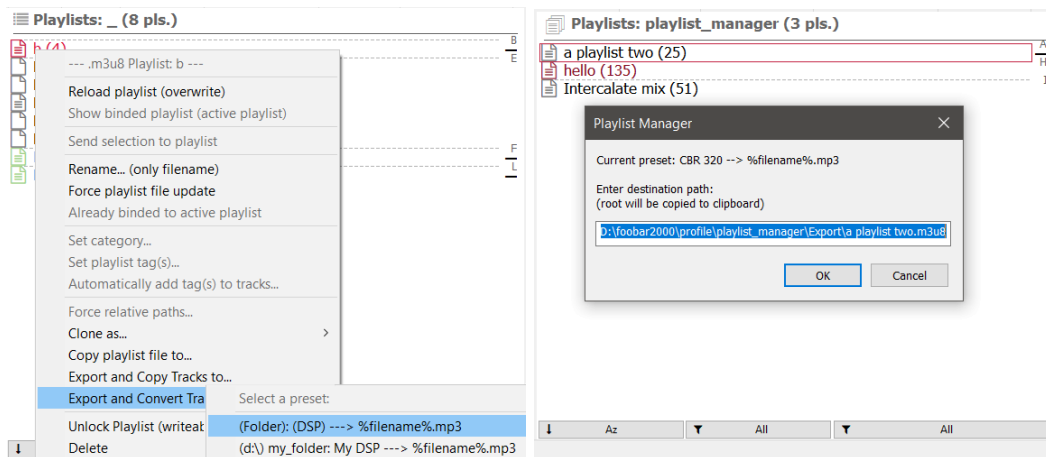 Playlists: _ (8 pls.)
b (4)
B
E
--- .m3u8 Playlist: b ---
Reload playlist (overwrite)
Show binded playlist (active playlist)
Send selection to playlist
Rename... (only filename)
Force playlist file update
Already binded to active playlist
Set category...
Set playlist tag(s)...
Automatically add tag(s) to tracks...
Force relative paths...
Clone as...
Copy playlist file to...
Export and Copy Tracks to...
Export and Convert Tra
Unlock Playlist (writeab
Delete
F
L
Select a preset:
(Folder): (DSP) ---> %filename%.mp3
(d:\) my_folder: My DSP ---> %filename%.mp3
Playlists: playlist_manager (3 pls.)
a playlist two (25)
hello (135)
Intercalate mix (51)
A
H
I
Playlist Manager
Current preset: CBR 320 --> %filename%.mp3
Enter destination path:
(root will be copied to clipboard)
D:\foobar2000\profile\playlist_manager\Export\a playlist two.m3u8
OK
Cancel
Az
All
All